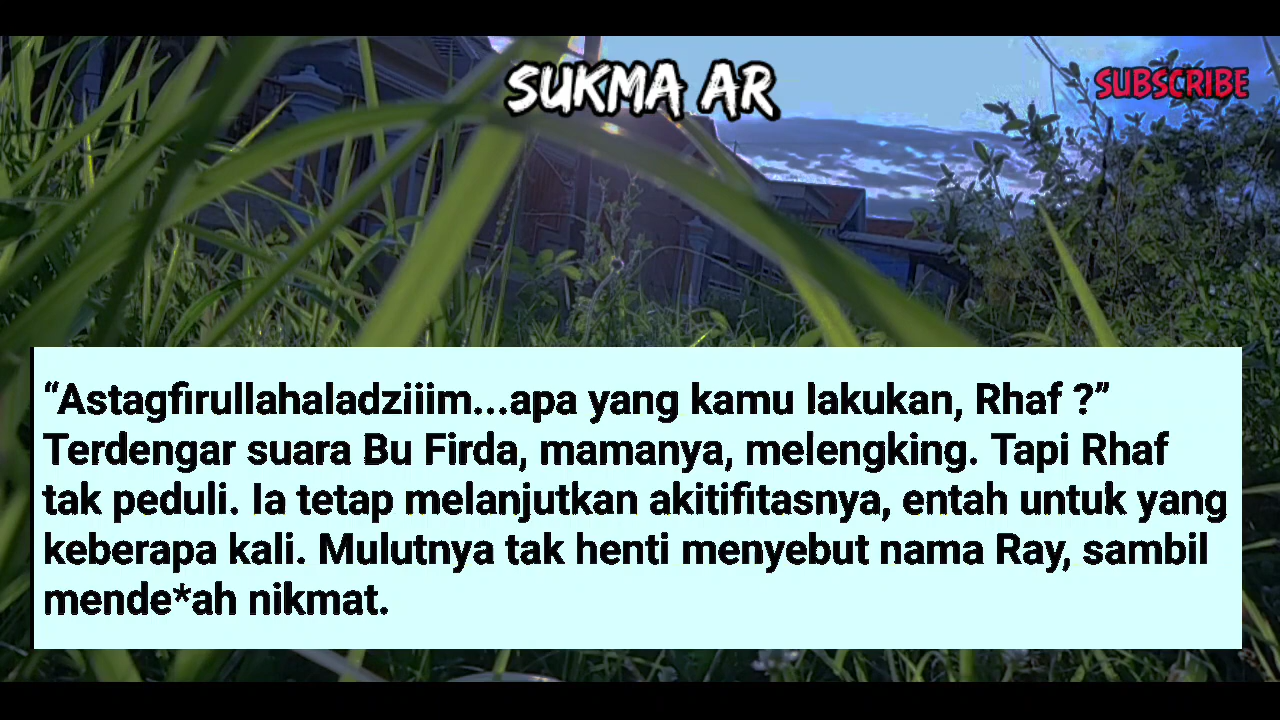 SUKMA AR
SUBSCRIBE
“Astagfirullahaladziiim...apa yang kamu lakukan, Rhaf ?”
Terdengar suara Bu Firda, mamanya, melengking. Tapi Rhaf
tak peduli. Ia tetap melanjutkan akitifitasnya, entah untuk yang
keberapa kali. Mulutnya tak henti menyebut nama Ray, sambil
mende*ah nikmat.